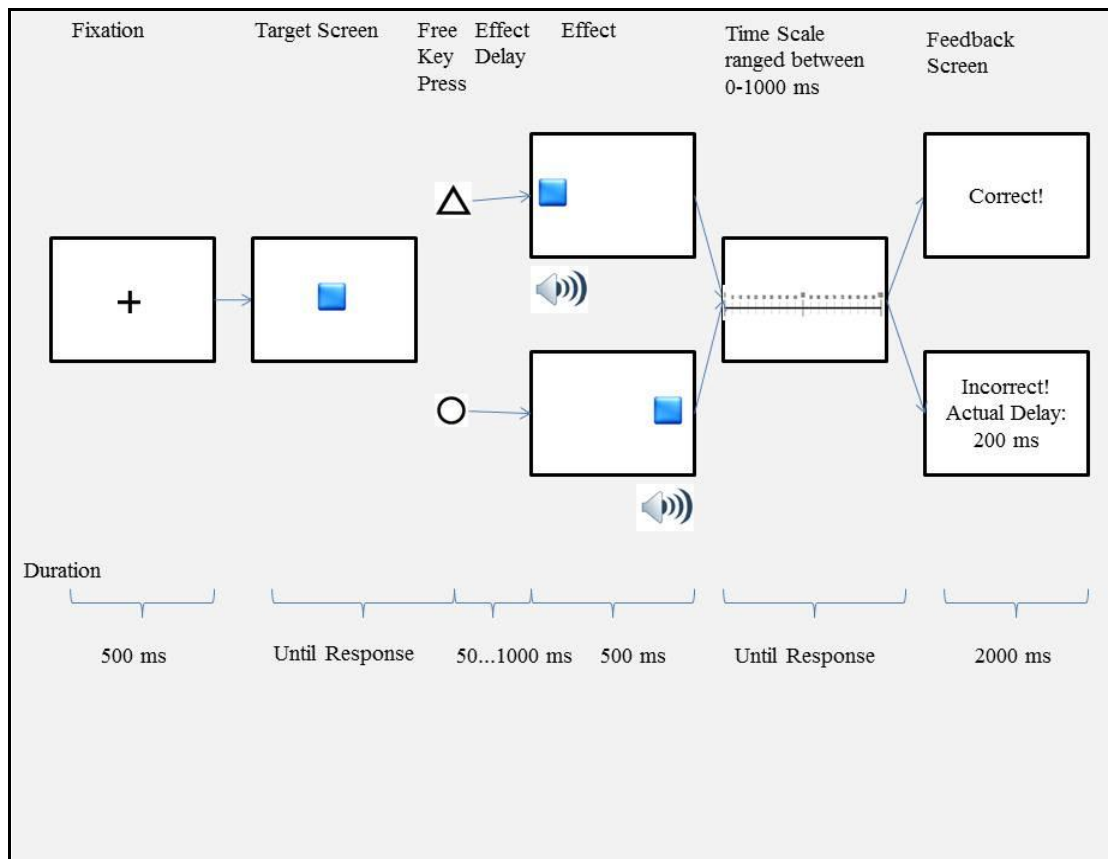 Fixation
Target Screen
Free
Key
Press
Effect
Delay
Effect
Time Scale
ranged between
0-1000 ms
Feedback
Screen
Correct!
Incorrect!
Actual Delay:
200 ms
Duration
500 ms
Until Response
50...1000 ms
500 ms
Until Response
2000 ms